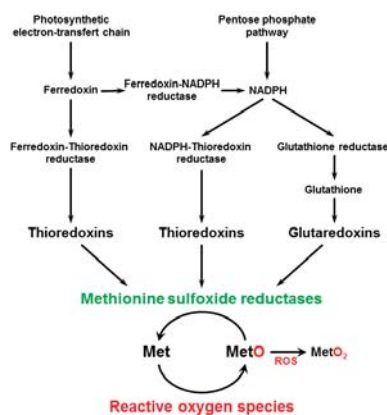 Photosynthetic
electron-transfert chain
Pentose phosphate
pathway
Ferredoxin
Ferredoxin-NADPH
reductase
NADPH
Ferredoxin-Thioredoxin
reductase
NADPH-Thioredoxin
reductase
Glutathione reductase
Glutathione
Thioredoxins
Thioredoxins
Glutaredoxins
Methionine sulfoxide reductases
Met
MetO
ROS
MetO₂
Reactive oxygen species